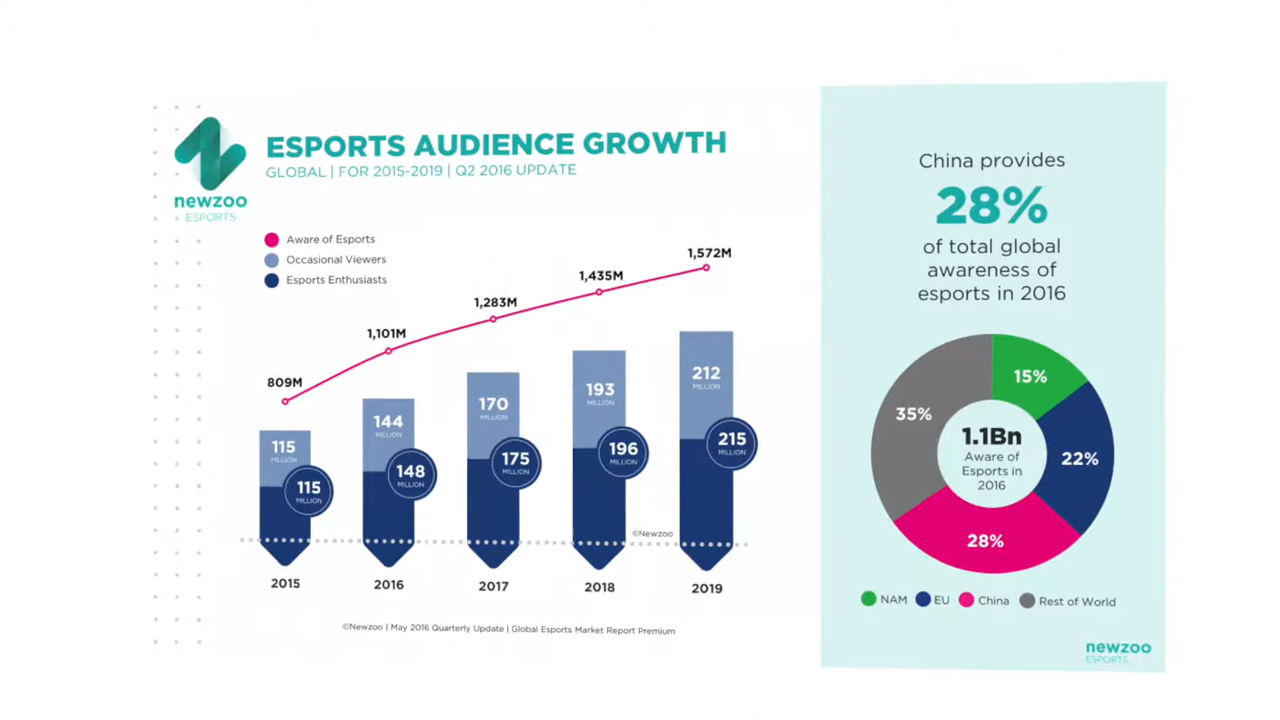 newzoo
ESPORTS
ESPORTS AUDIENCE GROWTH
GLOBAL | FOR 2015-2019 | Q2 2016 UPDATE
Aware of Esports
Occasional Viewers
Esports Enthusiasts
809M
1,101M
1,283M
1,435M
1,572M
115
MILLION
144
MILLION
170
MILLION
193
MILLION
212
MILLION
115
MILLION
148
MILLION
175
MILLION
196
MILLION
215
MILLION
©Newzoo
2015
2016
2017
2018
2019
©Newzoo | May 2016 Quarterly Update | Global Esports Market Report Premium
China provides
28%
of total global
awareness of
esports in 2016
15%
22%
28%
35%
1.1Bn
Aware of
Esports in
2016
NAM
EU
China
Rest of World
newzoo
ESPORTS